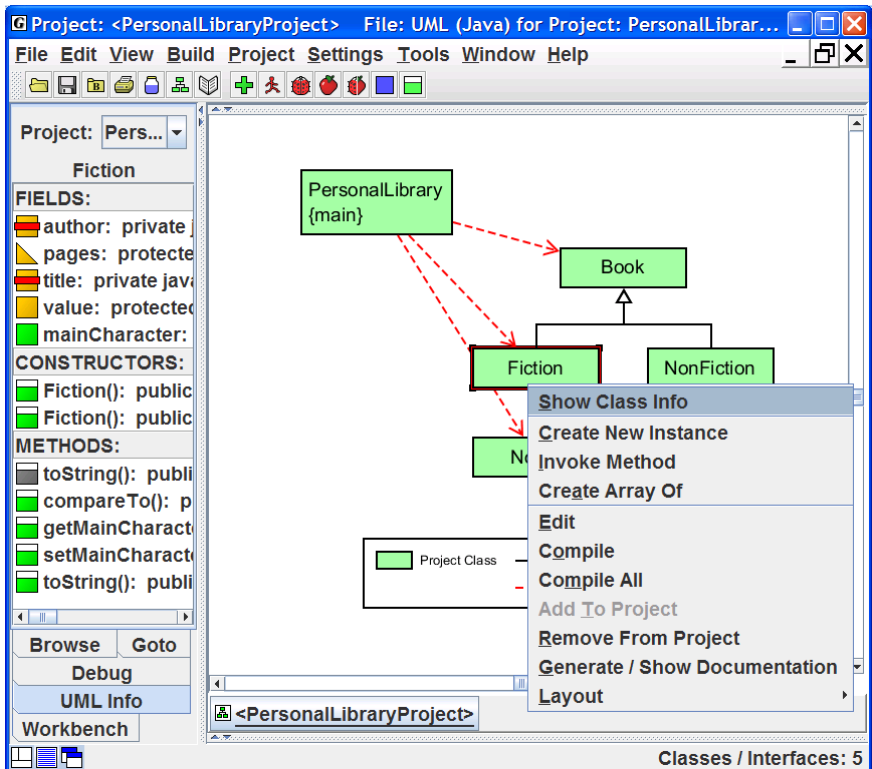 Project: <PersonalLibraryProject> File: UML (Java) for Project: PersonalLibrar...
File Edit View Build Project Settings Tools Window Help
Project: Pers...
Fiction
FIELDS:
author: private j
pages: protecte
title: private java
value: protected
mainCharacter:
CONSTRUCTORS:
Fiction(): public
Fiction(): public
METHODS:
toString(): publi
compareTo(): p
getMainCharact
setMainCharact
toString(): publi
Browse Goto
Debug
UML Info
Workbench
PersonalLibrary
{main}
Book
Fiction
NonFiction
No
Project Class
Show Class Info
Create New Instance
Invoke Method
Create Array Of
Edit
Compile
Compile All
Add To Project
Remove From Project
Generate / Show Documentation
Layout
<PersonalLibraryProject>
Classes / Interfaces: 5